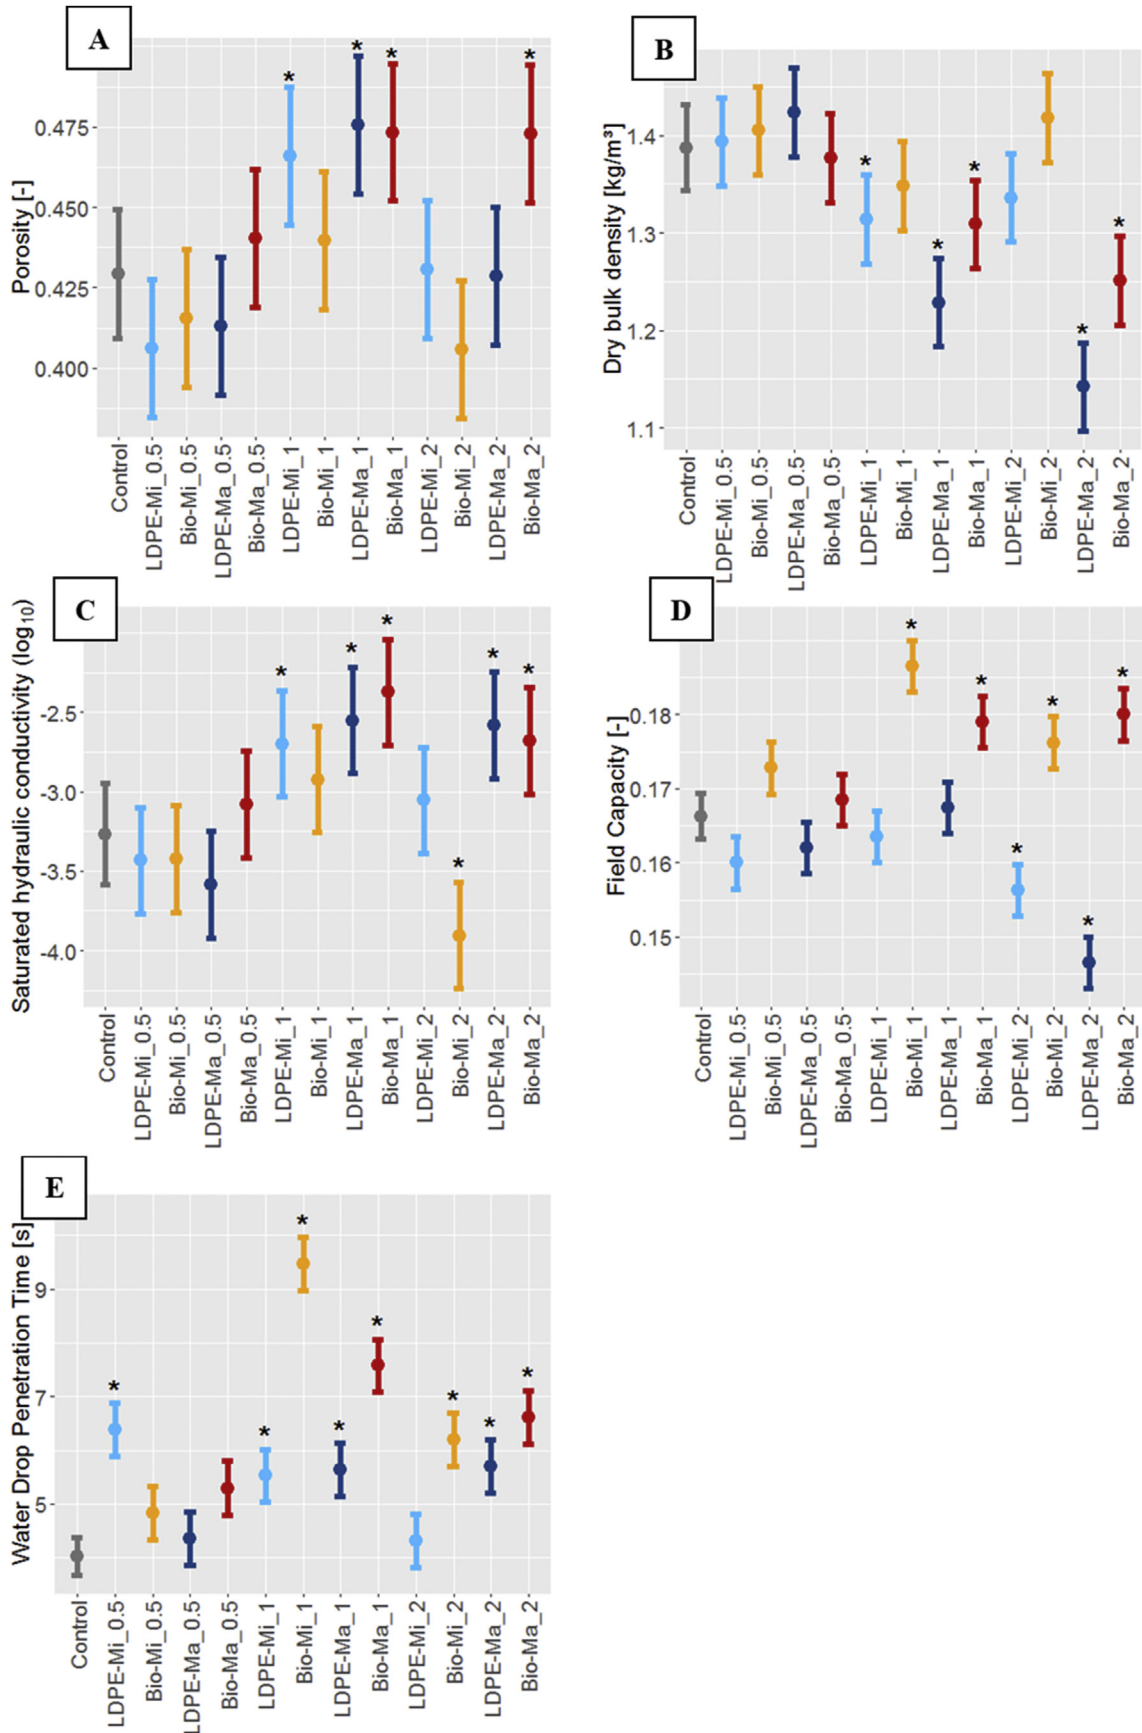 A
Porosity [-]
0.475
0.450
0.425
0.400
* * * *
Control
LDPE-Mi_0.5
Bio-Mi_0.5
LDPE-Ma_0.5
Bio-Ma_0.5
LDPE-Mi_1
Bio-Mi_1
LDPE-Ma_1
Bio-Ma_1
LDPE-Mi_2
Bio-Mi_2
LDPE-Ma_2
Bio-Ma_2
B
Dry bulk density [kg/m³]
1.4
1.3
1.2
1.1
* * * * *
Control
LDPE-Mi_0.5
Bio-Mi_0.5
LDPE-Ma_0.5
Bio-Ma_0.5
LDPE-Mi_1
Bio-Mi_1
LDPE-Ma_1
Bio-Ma_1
LDPE-Mi_2
Bio-Mi_2
LDPE-Ma_2
Bio-Ma_2
C
Saturated hydraulic conductivity (log₁₀)
-2.5
-3.0
-3.5
-4.0
* * * * * *
Control
LDPE-Mi_0.5
Bio-Mi_0.5
LDPE-Ma_0.5
Bio-Ma_0.5
LDPE-Mi_1
Bio-Mi_1
LDPE-Ma_1
Bio-Ma_1
LDPE-Mi_2
Bio-Mi_2
LDPE-Ma_2
Bio-Ma_2
D
Field Capacity [-]
0.18
0.17
0.16
0.15
* * * * * *
Control
LDPE-Mi_0.5
Bio-Mi_0.5
LDPE-Ma_0.5
Bio-Ma_0.5
LDPE-Mi_1
Bio-Mi_1
LDPE-Ma_1
Bio-Ma_1
LDPE-Mi_2
Bio-Mi_2
LDPE-Ma_2
Bio-Ma_2
E
Water Drop Penetration Time [s]
9
7
5
* * * * * * * *
Control
LDPE-Mi_0.5
Bio-Mi_0.5
LDPE-Ma_0.5
Bio-Ma_0.5
LDPE-Mi_1
Bio-Mi_1
LDPE-Ma_1
Bio-Ma_1
LDPE-Mi_2
Bio-Mi_2
LDPE-Ma_2
Bio-Ma_2